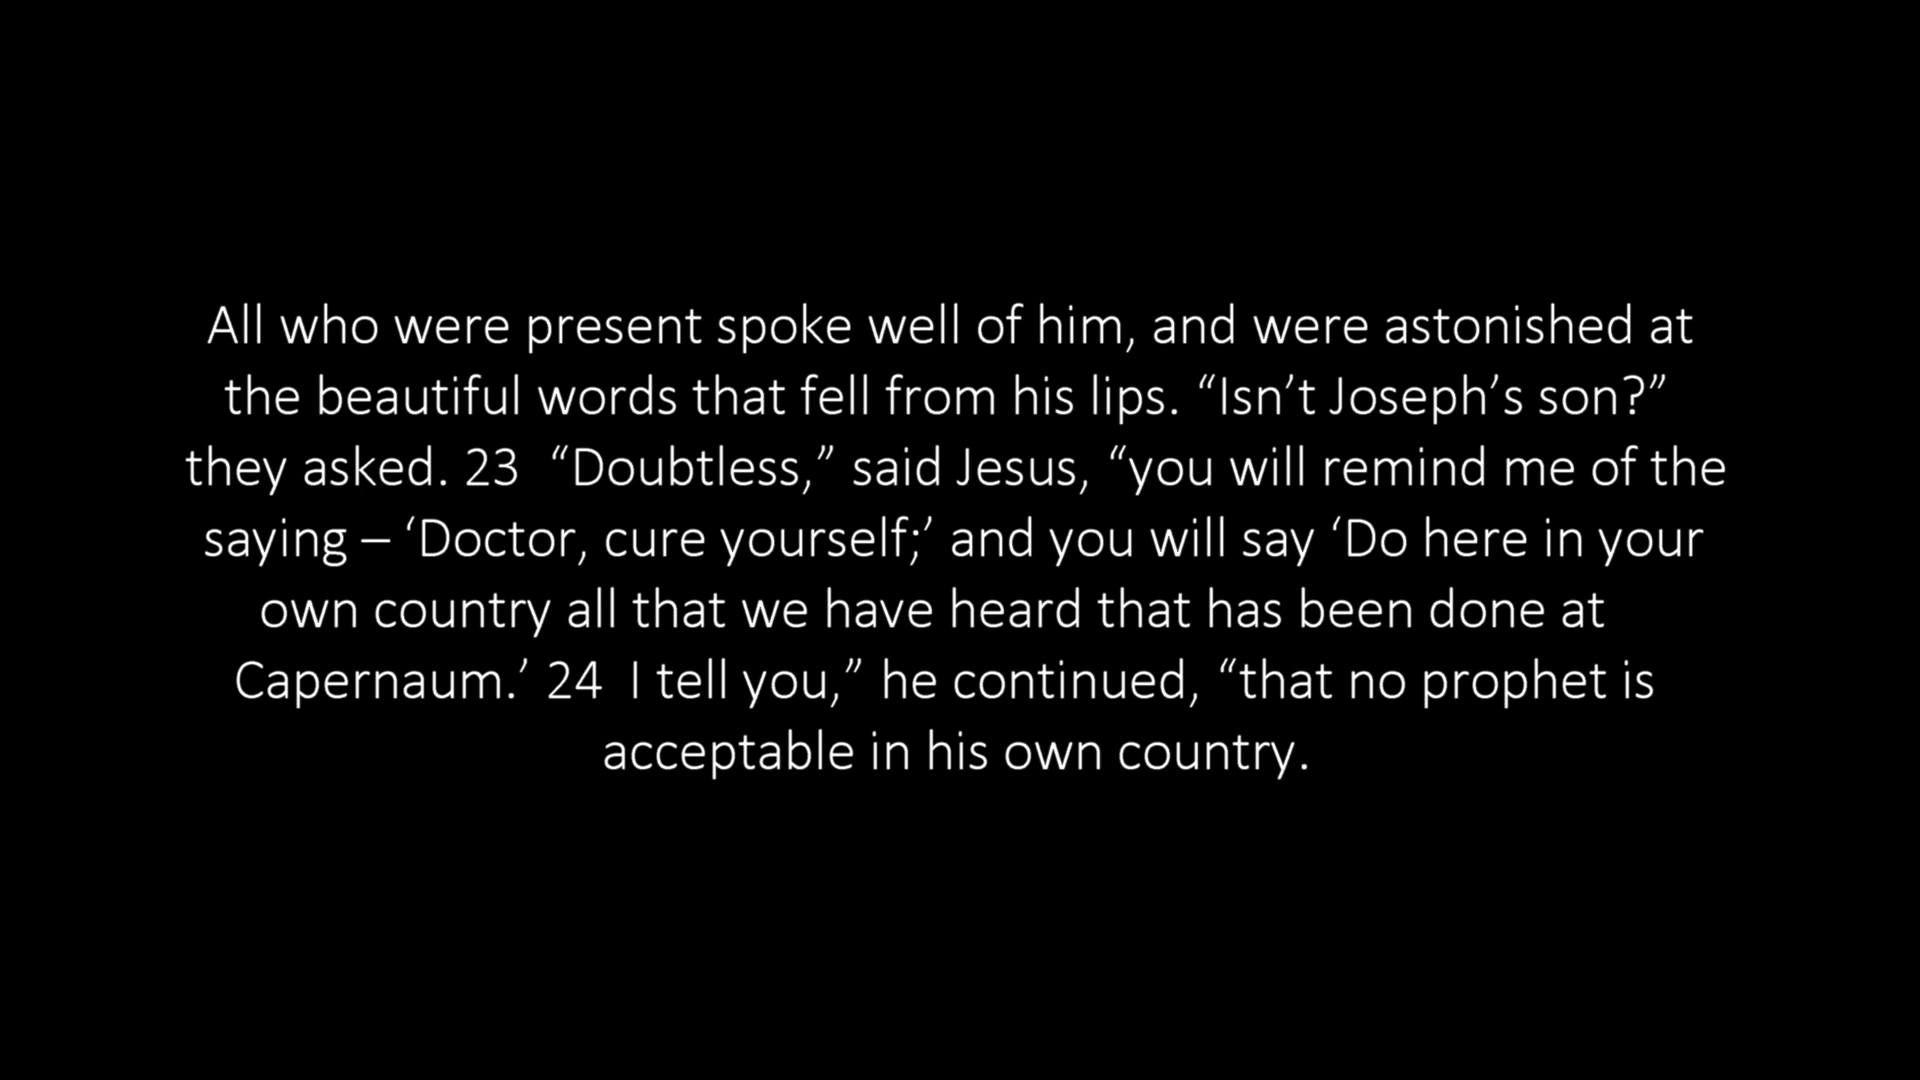 All who were present spoke well of him, and were astonished at
the beautiful words that fell from his lips. “Isn’t Joseph’s son?”
they asked. 23  “Doubtless,” said Jesus, “you will remind me of the
saying – ‘Doctor, cure yourself;’ and you will say ‘Do here in your
own country all that we have heard that has been done at
Capernaum.’ 24  I tell you,” he continued, “that no prophet is
acceptable in his own country.